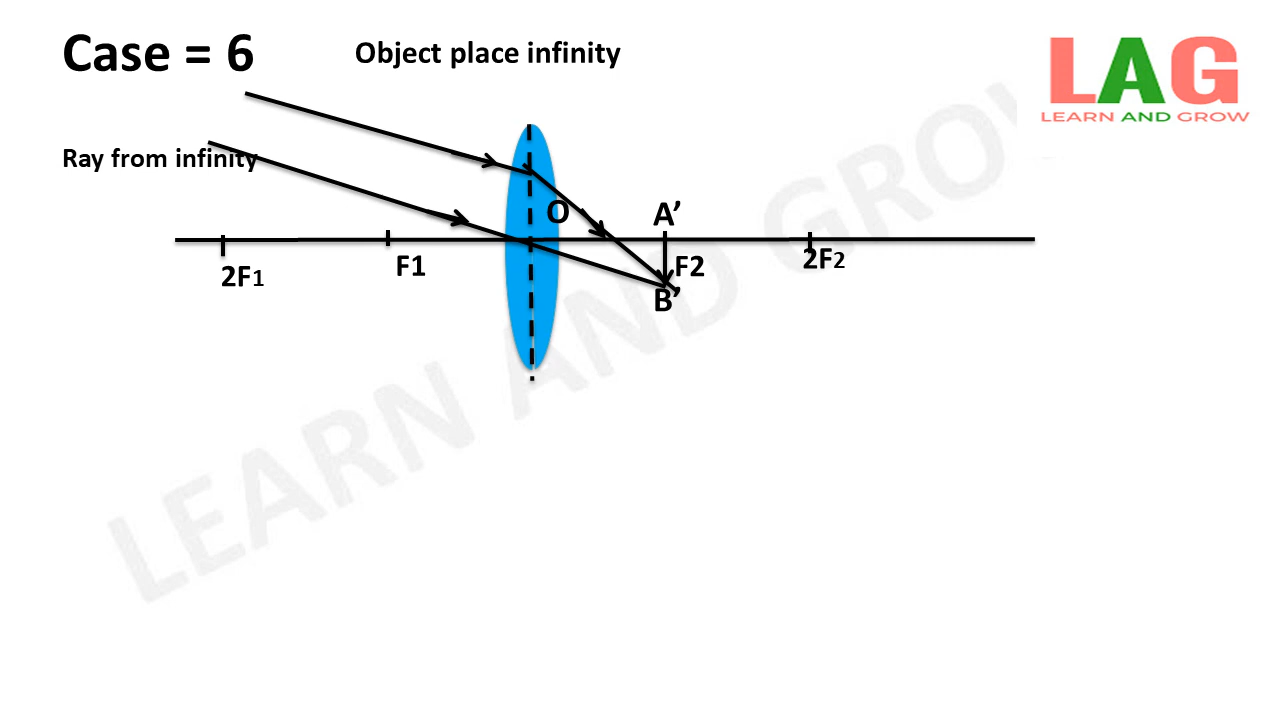 Case = 6
Object place infinity
LAG
LEARN AND GROW
Ray from infinity
O
A’
2F1
F1
F2
2F2
B’
LEARN AND GROW